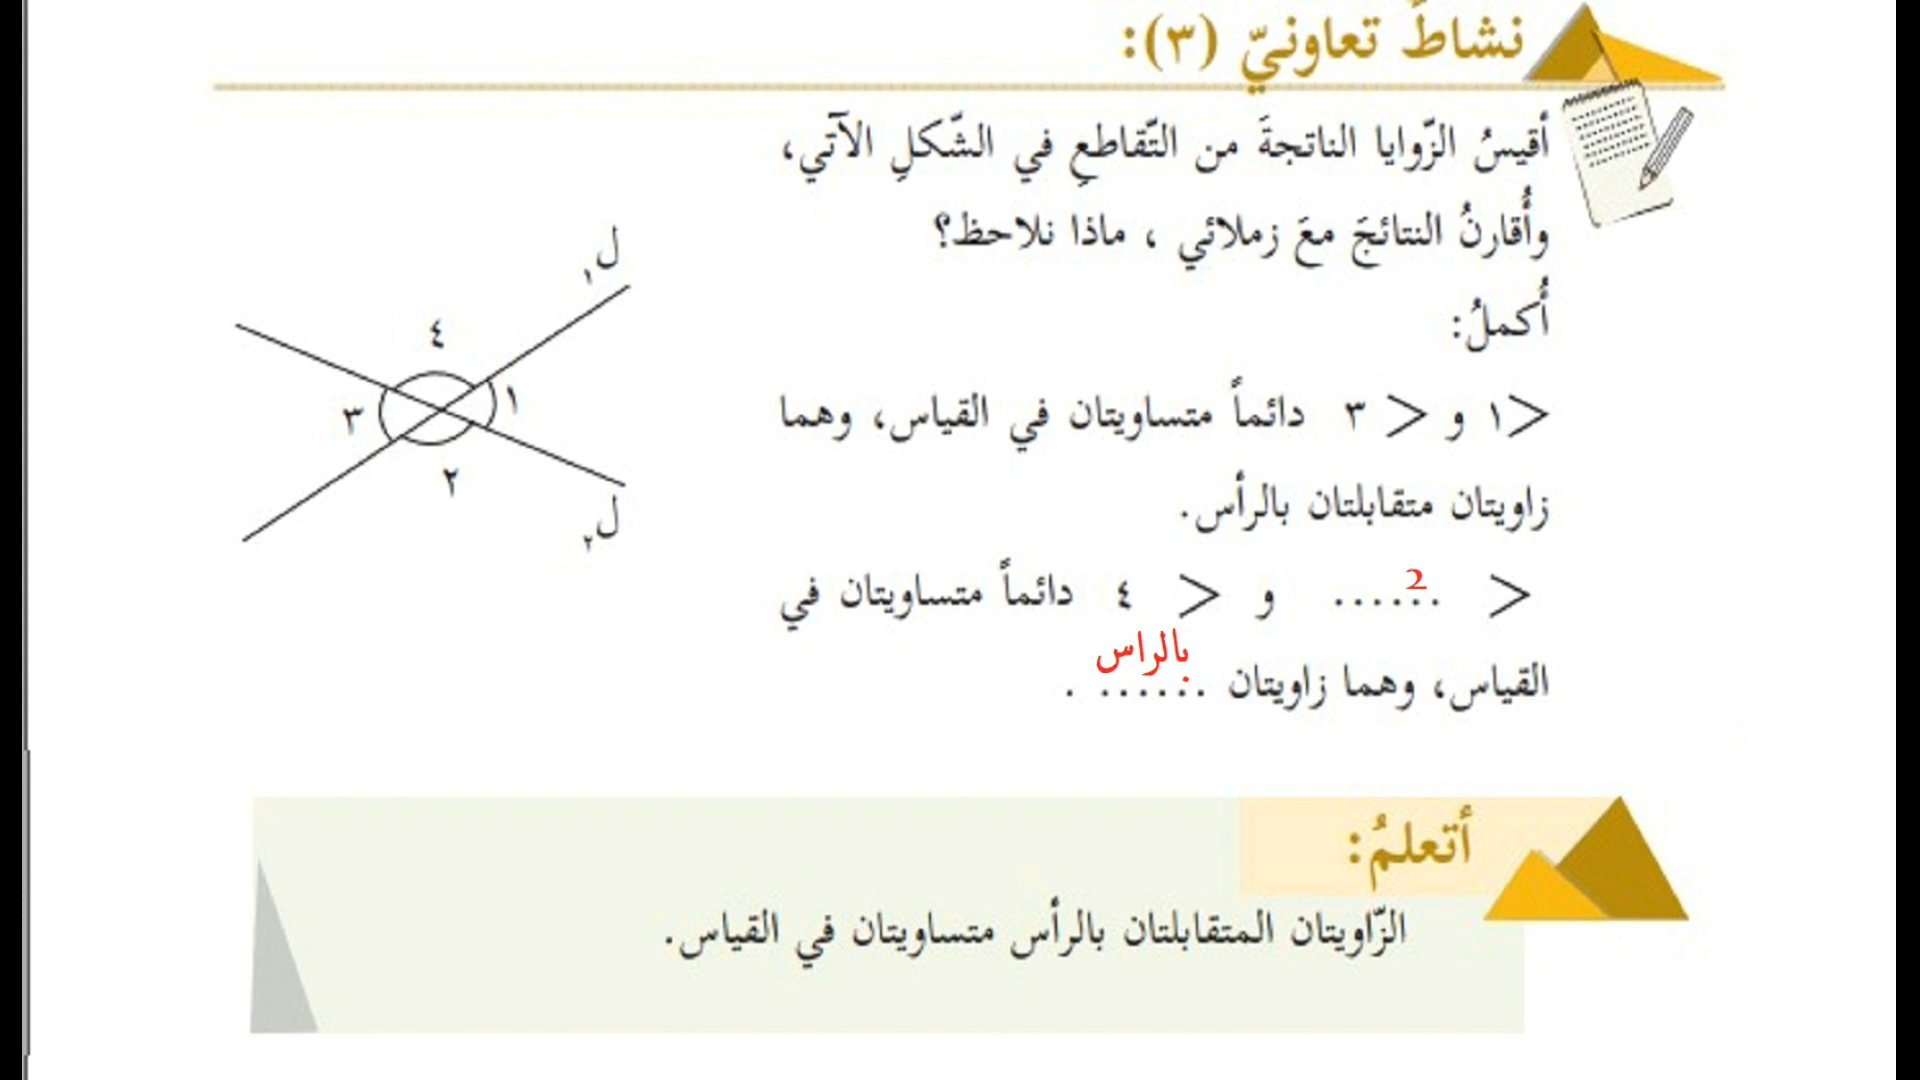 نشاطٌ تعاونيّ (٣):
أقيسُ الزّوايا الناتجةَ من التّقاطعِ في الشّكلِ الآتي،
وأُقارنُ النتائجَ معَ زملائي ، ماذا نلاحظ؟
أُكملُ:
>١ و > ٣ دائماً متساويتان في القياس، وهما
زاويتان متقابلتان بالرأس.
> ...... 2 و > ٤ دائماً متساويتان في
القياس، وهما زاويتان ...... بالراس .
ل١
٤
١
٣
٢
ل٢
أتعلمُ:
الزّاويتان المتقابلتان بالرأس متساويتان في القياس.